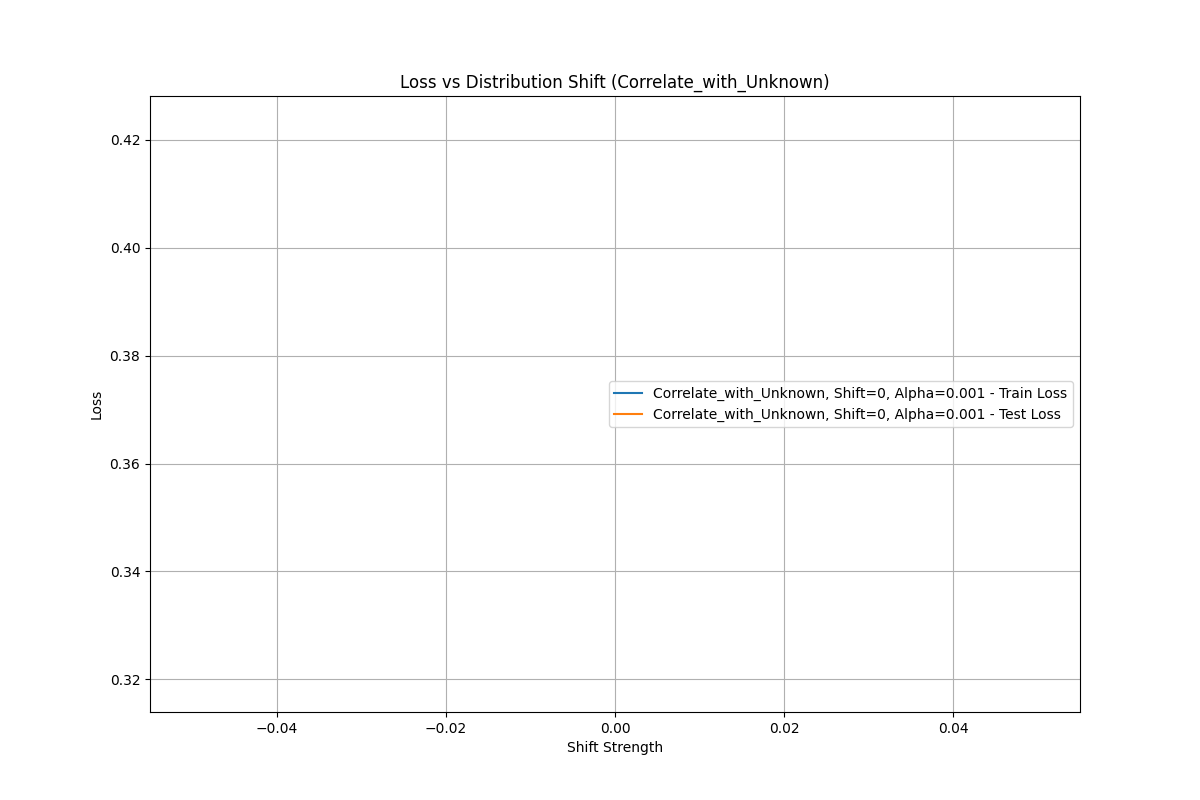 Loss vs Distribution Shift (Correlate_with_Unknown)
0.42
0.40
0.38
0.36
0.34
0.32
Loss
Correlate_with_Unknown, Shift=0, Alpha=0.001 - Train Loss
Correlate_with_Unknown, Shift=0, Alpha=0.001 - Test Loss
−0.04 −0.02 0.00 0.02 0.04
Shift Strength